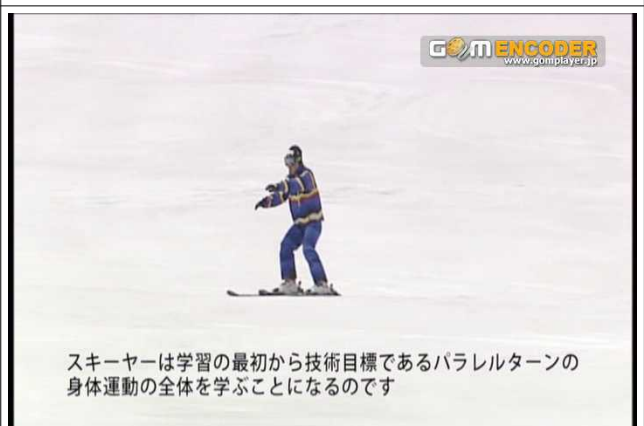 GOM ENCODER
www.gomplayer.jp
スキーヤーは学習の最初から技術目標であるパラレルターンの
身体運動の全体を学ぶことになるのです